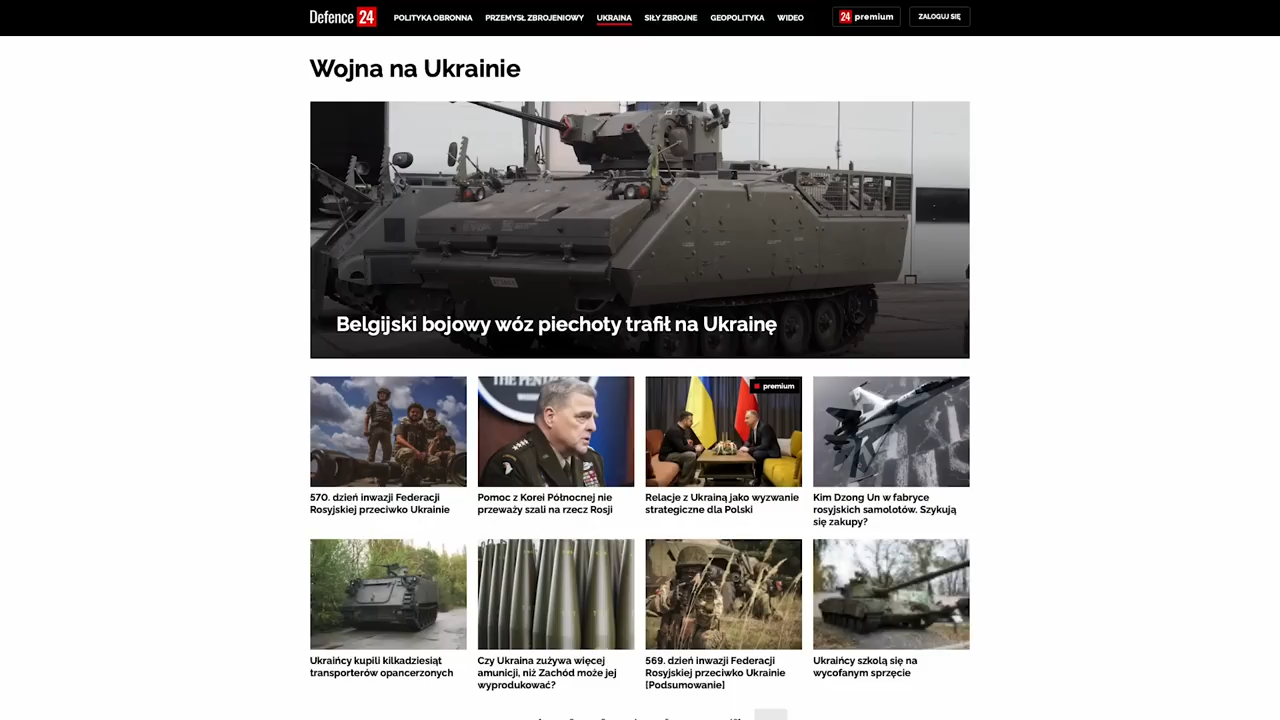 Defence 24
POLITYKA OBRONNA
PRZEMYSŁ ZBROJENIOWY
UKRAINA
SIŁY ZBROJNE
GEOPOLITYKA
WIDEO
24 premium
ZALOGUJ SIĘ
Wojna na Ukrainie
Belgijski bojowy wóz piechoty trafił na Ukrainę
THE PENTAGON
premium
570. dzień inwazji Federacji
Rosyjskiej przeciwko Ukrainie
Pomoc z Korei Północnej nie
przeważy szali na rzecz Rosji
Relacje z Ukrainą jako wyzwanie
strategiczne dla Polski
Kim Dzong Un w fabryce
rosyjskich samolotów. Szykują
się zakupy?
Ukraińcy kupili kilkadziesiąt
transporterów opancerzonych
Czy Ukraina zużywa więcej
amunicji, niż Zachód może jej
wyprodukować?
569. dzień inwazji Federacji
Rosyjskiej przeciwko Ukrainie
[Podsumowanie]
Ukraińcy szkolą się na
wycofanym sprzęcie